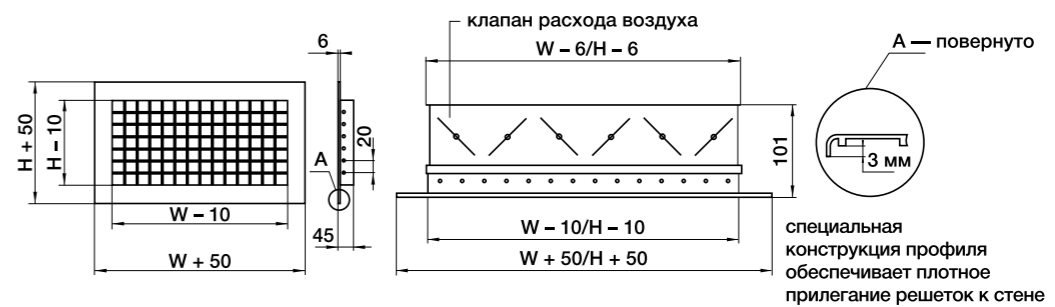 клапан расхода воздуха
6
W – 6/H – 6
A — повернуто
H + 50
H – 10
20
A
101
3 мм
W – 10
45
W – 10/H – 10
W + 50
W + 50/H + 50
специальная
конструкция профиля
обеспечивает плотное
прилегание решеток к стене